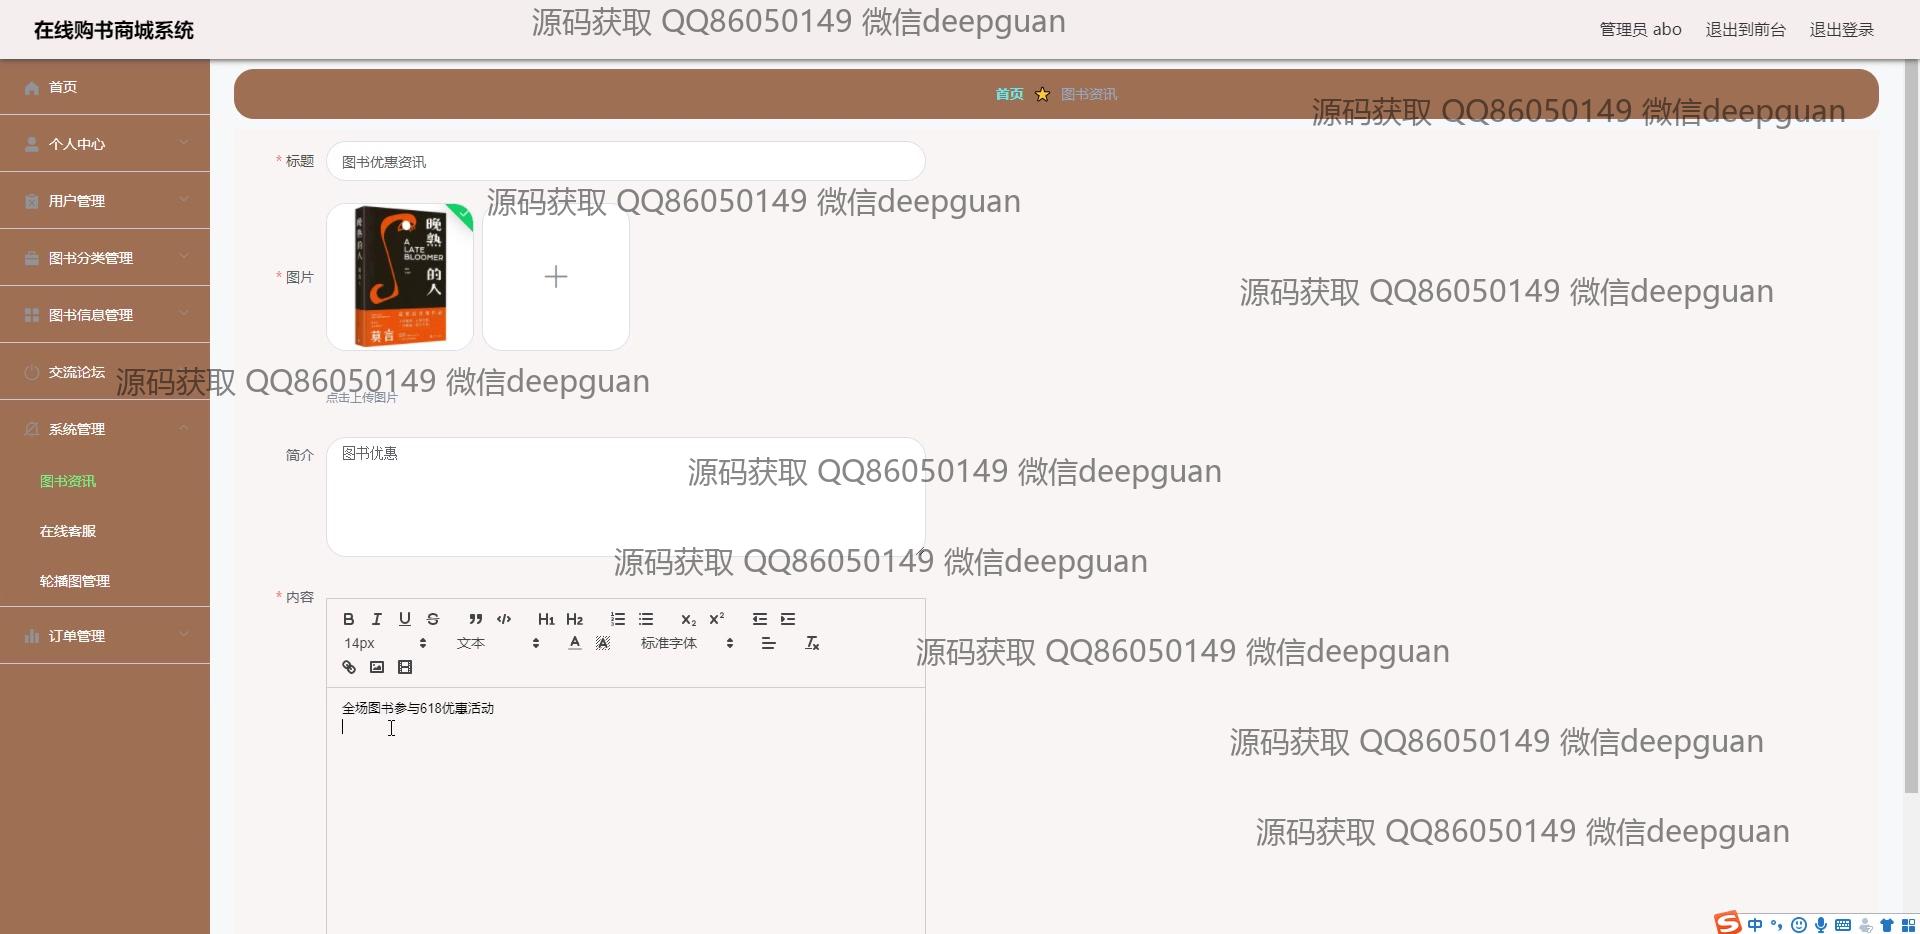 在线购书商城系统
源码获取 QQ86050149 微信deepguan
管理员 abo
退出到前台
退出登录
首页
首页
图书资讯
源码获取 QQ86050149 微信deepguan
个人中心
* 标题
图书优惠资讯
用户管理
源码获取 QQ86050149 微信deepguan
晚熟的人
A LATE BLOOMER
莫言
图书分类管理
* 图片
源码获取 QQ86050149 微信deepguan
图书信息管理
交流论坛
源码获取 QQ86050149 微信deepguan
点击上传图片
系统管理
简介
图书优惠
源码获取 QQ86050149 微信deepguan
图书资讯
在线客服
源码获取 QQ86050149 微信deepguan
轮播图管理
* 内容
B I U S H1 H2 X2 X2
14px
文本
A
标准字体
Tx
订单管理
源码获取 QQ86050149 微信deepguan
全场图书参与618优惠活动
源码获取 QQ86050149 微信deepguan
源码获取 QQ86050149 微信deepguan
S 中